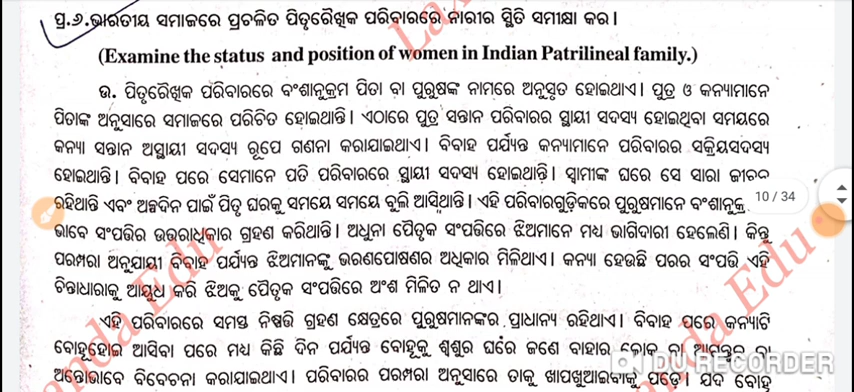 ପ୍ର.୬. ଭାରତୀୟ ସମାଜରେ ପ୍ରଚଳିତ ପିତୃରୈଖିକ ପରିବାରରେ ନାରୀର ସ୍ଥିତି ସମୀକ୍ଷା କର ।
(Examine the status and position of women in Indian Patrilineal family.)
ଉ. ପିତୃରୈଖିକ ପରିବାରରେ ବଂଶାନୁକ୍ରମ ପିତା ବା ପୁରୁଷଙ୍କ ନାମରେ ଅନୁସୃତ ହୋଇଥାଏ । ପୁତ୍ର ଓ କନ୍ୟାମାନେ
ପିତାଙ୍କ ଅନୁସାରେ ସମାଜରେ ପରିଚିତ ହୋଇଥାନ୍ତି । ଏଠାରେ ପୁତ୍ର ସନ୍ତାନ ପରିବାରର ସ୍ଥାୟୀ ସଦସ୍ୟ ହୋଇଥିବା ସମୟରେ
କନ୍ୟା ସନ୍ତାନ ଅସ୍ଥାୟୀ ସଦସ୍ୟ ରୂପେ ଗଣନା କରାଯାଇଥାଏ । ବିବାହ ପର୍ଯ୍ୟନ୍ତ କନ୍ୟାମାନେ ପରିବାରର ସକ୍ରିୟସଦସ୍ୟ
ହୋଇଥାନ୍ତି । ବିବାହ ପରେ ସେମାନେ ପତି ପରିବାରରେ ସ୍ଥାୟୀ ସଦସ୍ୟ ହୋଇଥାନ୍ତି । ସ୍ୱାମୀଙ୍କ ଘରେ ସେ ସାରା ଜୀବନ
ରହିଥାନ୍ତି ଏବଂ ଅଳ୍ପଦିନ ପାଇଁ ପିତୃ ଘରକୁ ସମୟେ ସମୟେ ବୁଲି ଆସିଥାନ୍ତି । ଏହି ପରିବାରଗୁଡ଼ିକରେ ପୁରୁଷମାନେ ବଂଶାନୁକ୍ର 10 / 34
ଭାବେ ସଂପତ୍ତିର ଉତ୍ତରାଧିକାର ଗ୍ରହଣ କରିଥାନ୍ତି । ଅଧୁନା ପୈତୃକ ସଂପତ୍ତିରେ ଝିଅମାନେ ମଧ୍ୟ ଭାଗିଦାରୀ ହେଲେଣି । କିନ୍ତୁ
ପରମ୍ପରା ଅନୁଯାୟୀ ବିବାହ ପର୍ଯ୍ୟନ୍ତ ଝିଅମାନଙ୍କୁ ଭରଣପୋଷଣର ଅଧିକାର ମିଳିଥାଏ । କନ୍ୟା ହେଉଛି ପରର ସଂପତ୍ତି ଏହି
ଚିନ୍ତାଧାରାକୁ ଆୟୁଧ କରି ଝିଅକୁ ପୈତୃକ ସଂପତ୍ତିରେ ଅଂଶ ମିଳିତ ନ ଥାଏ ।
ଏହି ପରିବାରରେ ସମସ୍ତ ନିଷ୍ପତ୍ତି ଗ୍ରହଣ କ୍ଷେତ୍ରରେ ପୁରୁଷମାନଙ୍କର ପ୍ରାଧାନ୍ୟ ରହିଥାଏ । ବିବାହ ପରେ କନ୍ୟାଟି
ବୋହୂହୋଇ ଆସିବା ପରେ ମଧ୍ୟ କିଛି ଦିନ ପର୍ଯ୍ୟନ୍ତ ବୋହୂକୁ ଶ୍ୱଶୁର ଘରେ ଜଣେ ବାହାର ଲୋକ ବା
DU RECORDER
ବିବେଚନା କରାଯାଇଥାଏ । ପରିବାରର ପରମ୍ପରା ଅନୁସାରେ ତାକୁ ଖାପଖୁଆଇବାକୁ ପଡ଼େ । ଯଦି ବୋହୂ